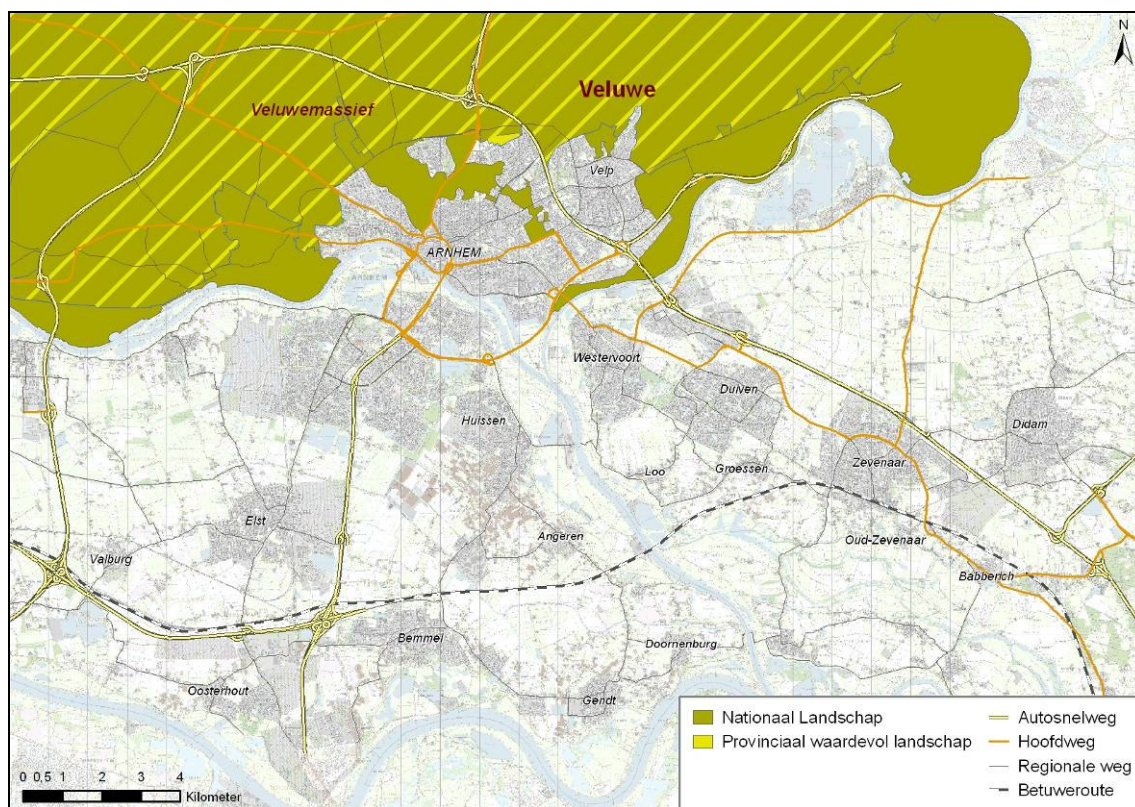 N
Veluwe
Veluwemassief
Velp
ARNHEM
Westervoort
Duiven
Huissen
Didam
Zevenaar
Loo
Groessen
Elst
Angeren
Oud-Zevenaar
Valburg
Babberich
Bemmel
Doornenburg
Oosterhout
Gendt
Nationaal Landschap
Provinciaal waardevol landschap
Autosnelweg
Hoofdweg
Regionale weg
Betuweroute
0 0,5 1 2 3 4
Kilometer